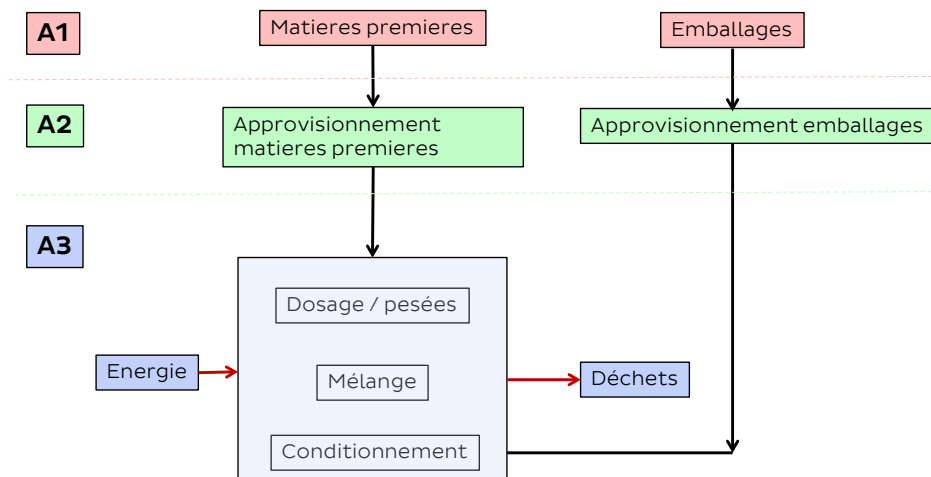 A1
Matieres premieres
Emballages
A2
Approvisionnement
matieres premieres
Approvisionnement emballages
A3
Dosage / pesées
Energie
Mélange
Déchets
Conditionnement